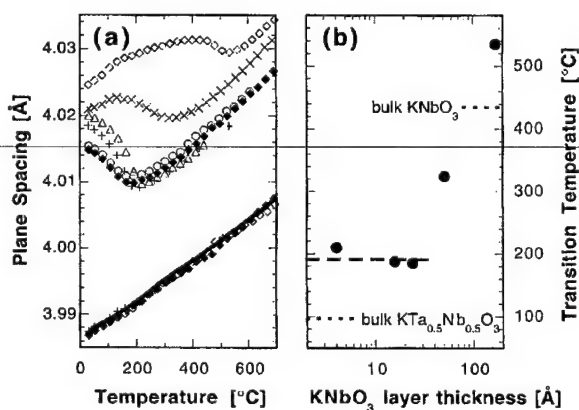 (a)
4.03
4.02
4.01
4.00
3.99
Plane Spacing [Å]
0 200 400 600
Temperature [°C]
(b)
bulk KNbO3
bulk KTa0.5Nb0.5O3
500
400
300
200
100
Transition Temperature [°C]
10 100
KNbO3 layer thickness [Å]